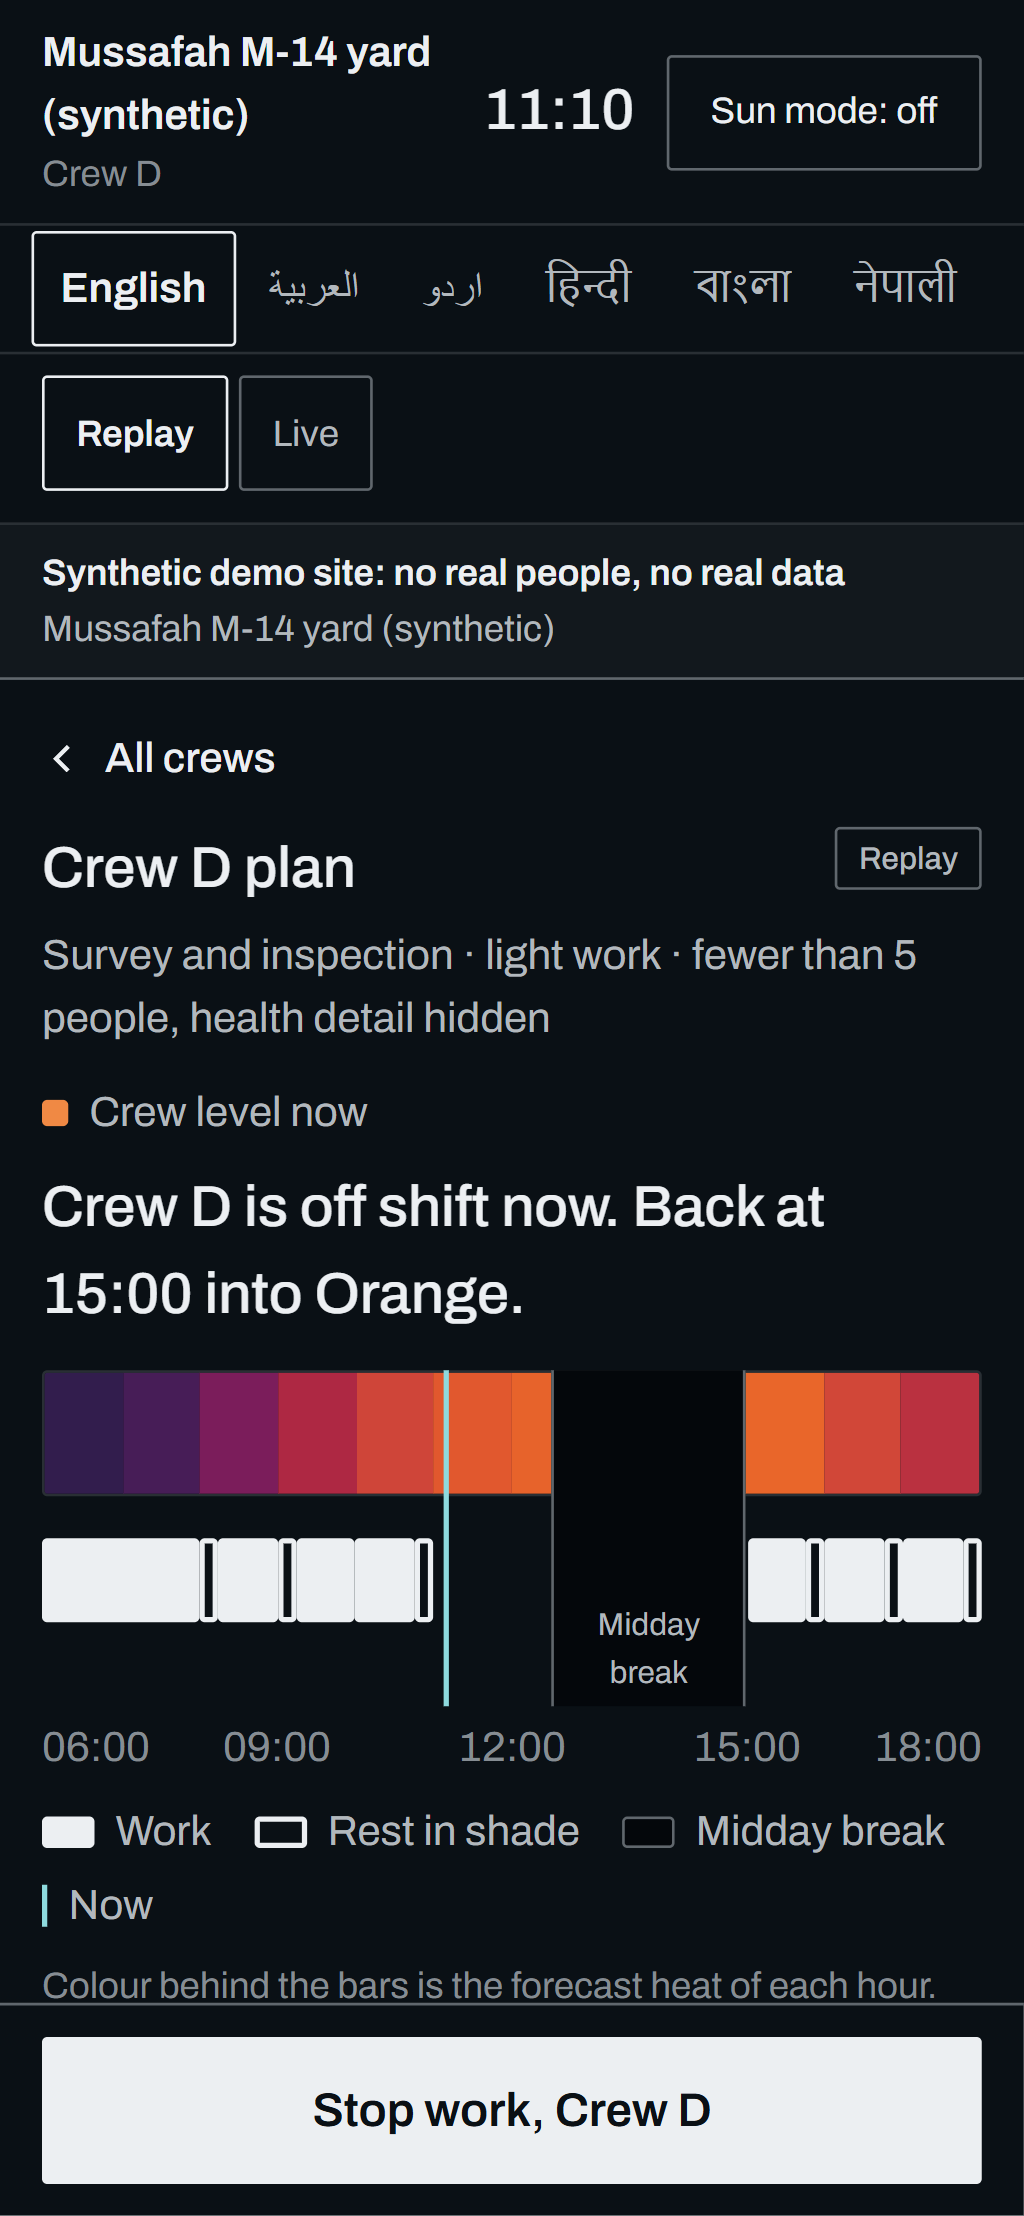 Mussafah M-14 yard
(synthetic)
Crew D
11:10
Sun mode: off
English
العربية
اردو
हिन्दी
বাংলা
नेपाली
Replay
Live
Synthetic demo site: no real people, no real data
Mussafah M-14 yard (synthetic)
All crews
Crew D plan
Replay
Survey and inspection · light work · fewer than 5
people, health detail hidden
Crew level now
Crew D is off shift now. Back at
15:00 into Orange.
Midday
break
06:00 09:00 12:00 15:00 18:00
Work Rest in shade Midday break
Now
Colour behind the bars is the forecast heat of each hour.
Stop work, Crew D